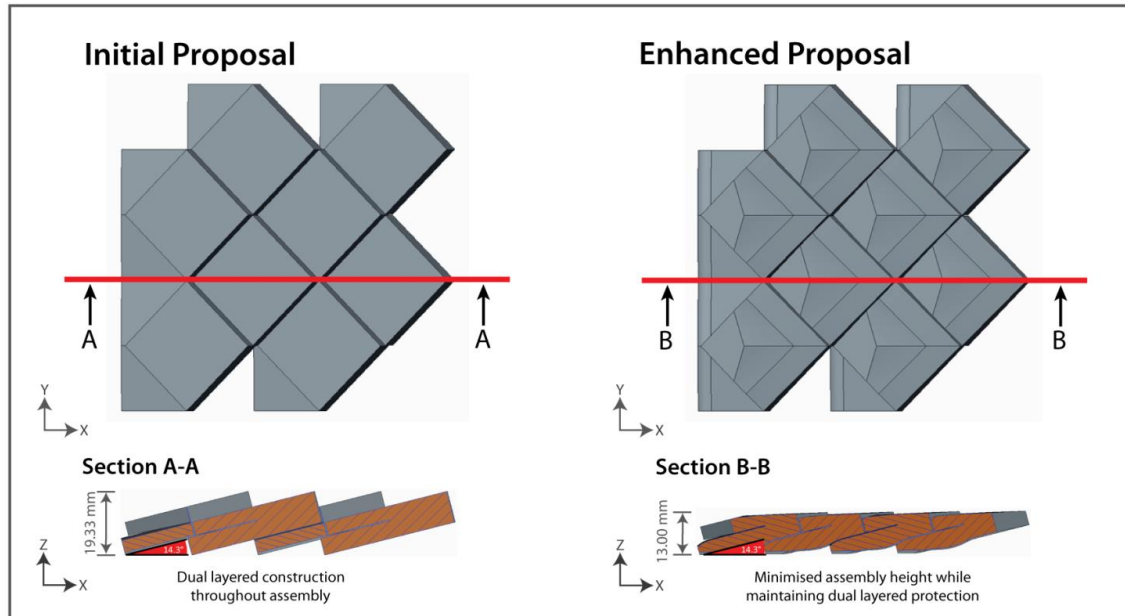 Initial Proposal
A
A
Y
X
Section A-A
19.33 mm
14.3°
Z
X
Dual layered construction
throughout assembly
Enhanced Proposal
B
B
Y
X
Section B-B
13.00 mm
14.3°
Z
X
Minimised assembly height while
maintaining dual layered protection